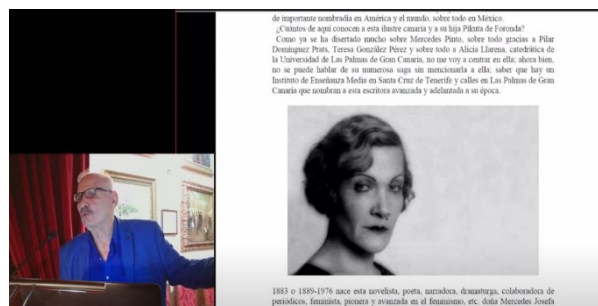 de importante nombradía en América y el mundo, sobre todo en México.
¿Cuántos de aquí conocen a esta ilustre canaria y a su hija Pikuta de Foronda?
Como ya se ha disertado mucho sobre Mercedes Pinto, sobre todo gracias a Pilar
Domínguez Prats, Teresa González Pérez y sobre todo a Alicia Llarena, catedrática de
la Universidad de Las Palmas de Gran Canaria, no me voy a centrar en ella; ahora bien,
no se puede hablar de su numerosa saga sin mencionarla a ella; saber que hay un
Instituto de Enseñanza Media en Santa Cruz de Tenerife y calles en Las Palmas de Gran
Canaria que nombran a esta escritora avanzada y adelantada a su época.
1883 o 1889-1976 nace esta novelista, poeta, narradora, dramaturga, colaboradora de
periódicos, feminista, pionera y avanzada en el feminismo, etc. doña Mercedes Josefa